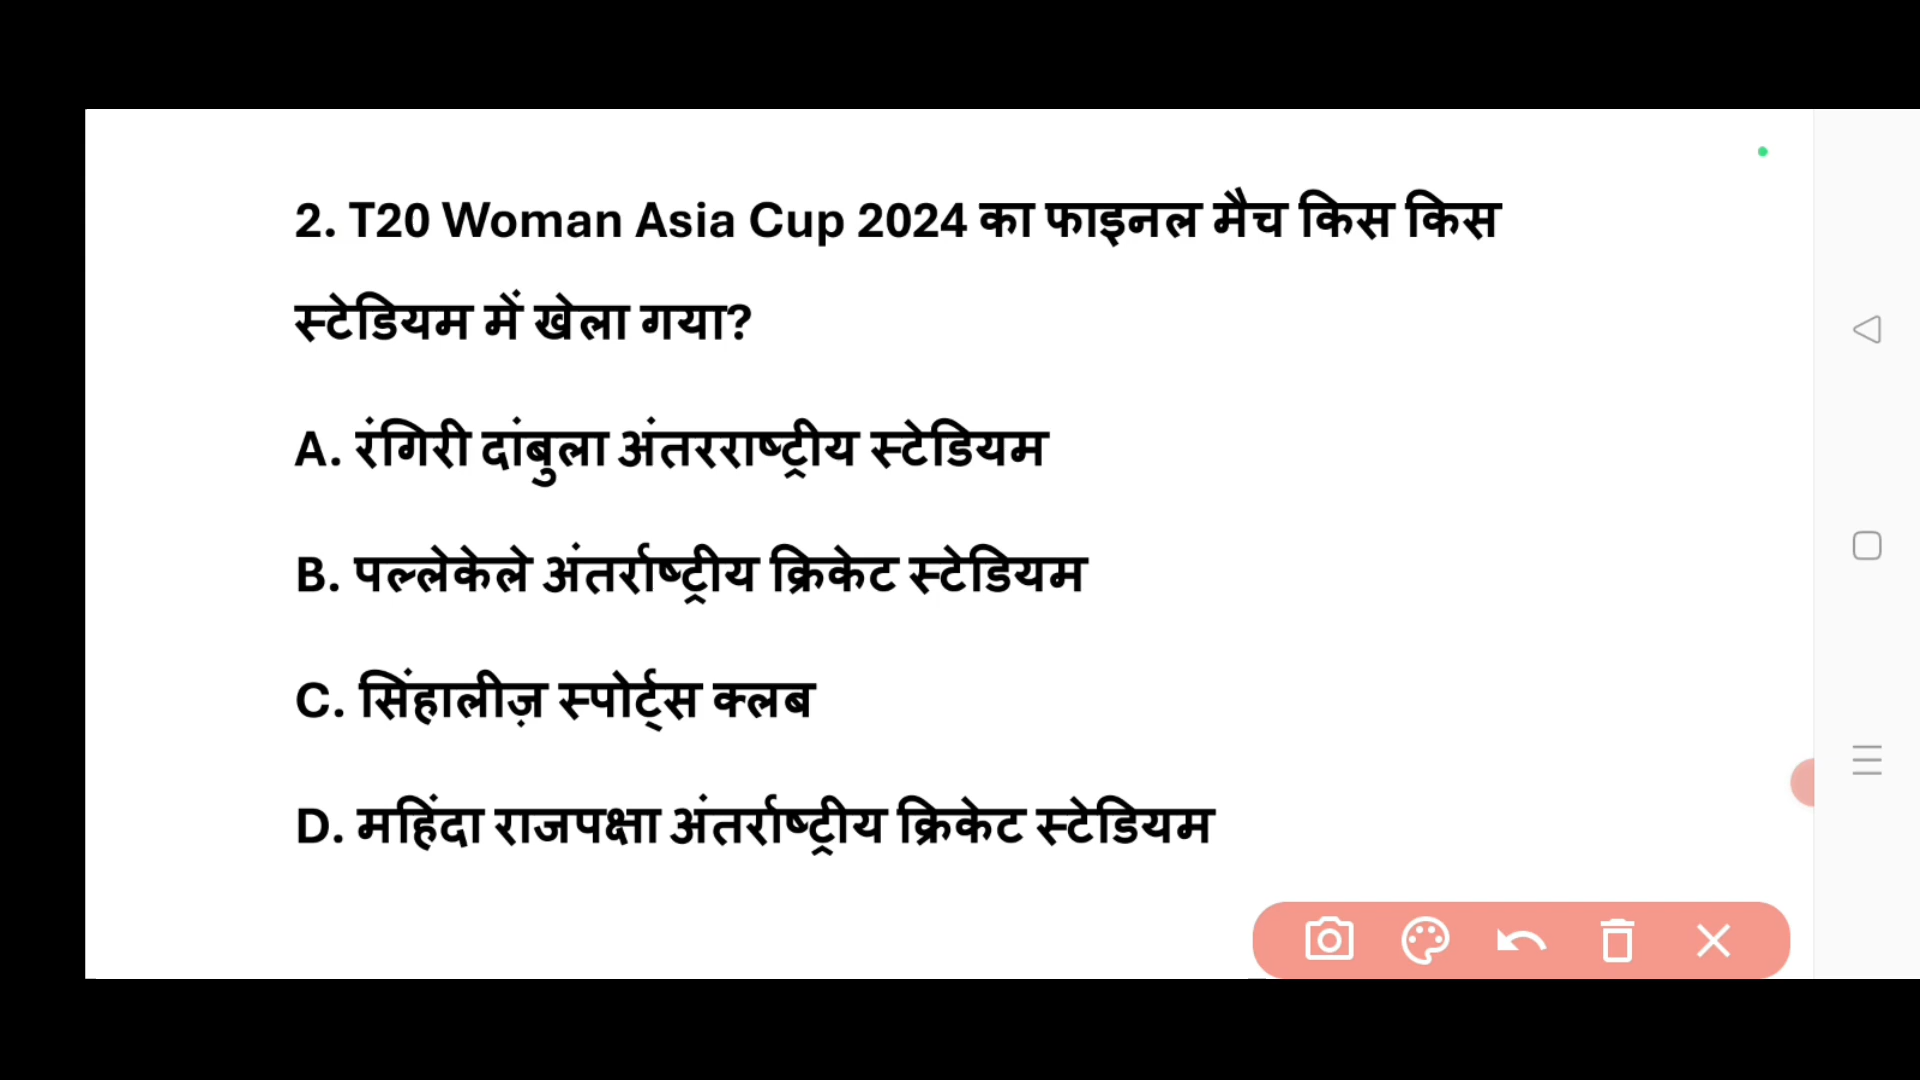 2. T20 Woman Asia Cup 2024 का फाइनल मैच किस किस
स्टेडियम में खेला गया?
A. रंगिरी दांबुला अंतरराष्ट्रीय स्टेडियम
B. पल्लेकेले अंतर्राष्ट्रीय क्रिकेट स्टेडियम
C. सिंहालीज़ स्पोर्ट्स क्लब
D. महिंदा राजपक्षा अंतर्राष्ट्रीय क्रिकेट स्टेडियम